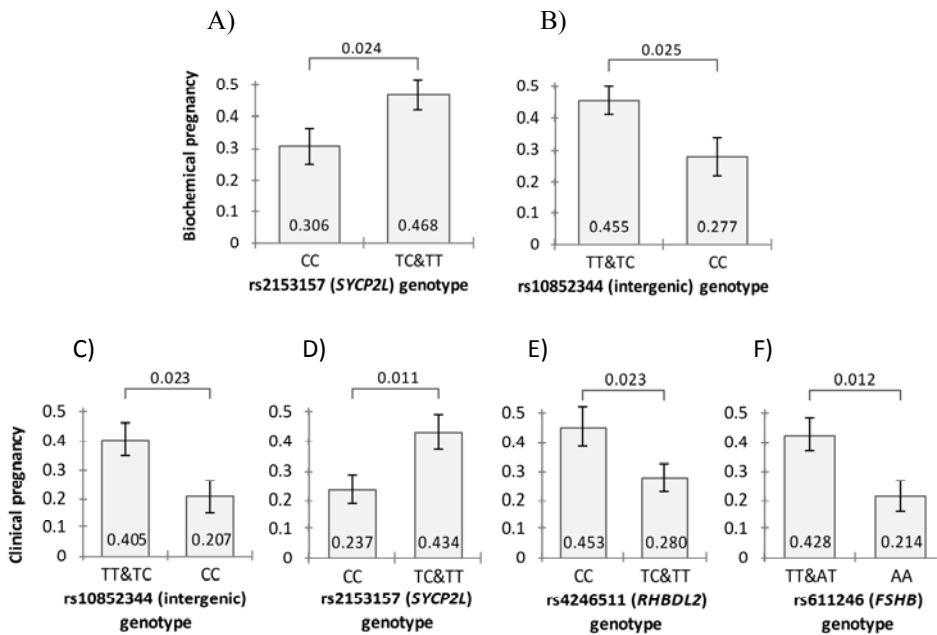 A)
B)
0.024
0.025
Biochemical pregnancy
0.5
0.4
0.3
0.2
0.1
0
0.306
0.468
CC
TC&TT
rs2153157 (SYCP2L) genotype
0.5
0.4
0.3
0.2
0.1
0
0.455
0.277
TT&TC
CC
rs10852344 (intergenic) genotype
C)
D)
E)
F)
0.023
0.011
0.023
0.012
Clinical pregnancy
0.5
0.4
0.3
0.2
0.1
0
0.405
0.207
TT&TC
CC
rs10852344 (intergenic)
genotype
0.5
0.4
0.3
0.2
0.1
0
0.237
0.434
CC
TC&TT
rs2153157 (SYCP2L)
genotype
0.5
0.4
0.3
0.2
0.1
0
0.453
0.280
CC
TC&TT
rs4246511 (RHBDL2)
genotype
0.5
0.4
0.3
0.2
0.1
0
0.428
0.214
TT&AT
AA
rs611246 (FSHB)
genotype